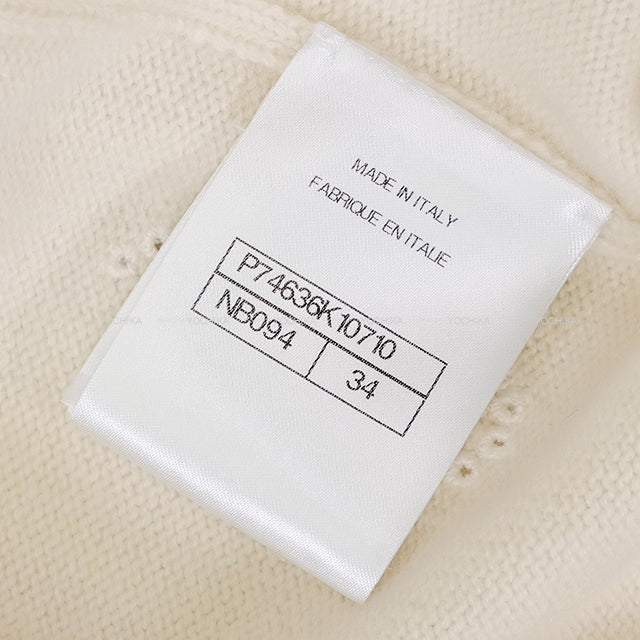 MADE IN ITALY
FABRIQUE EN ITALIE
P74636K10710
NB094 34